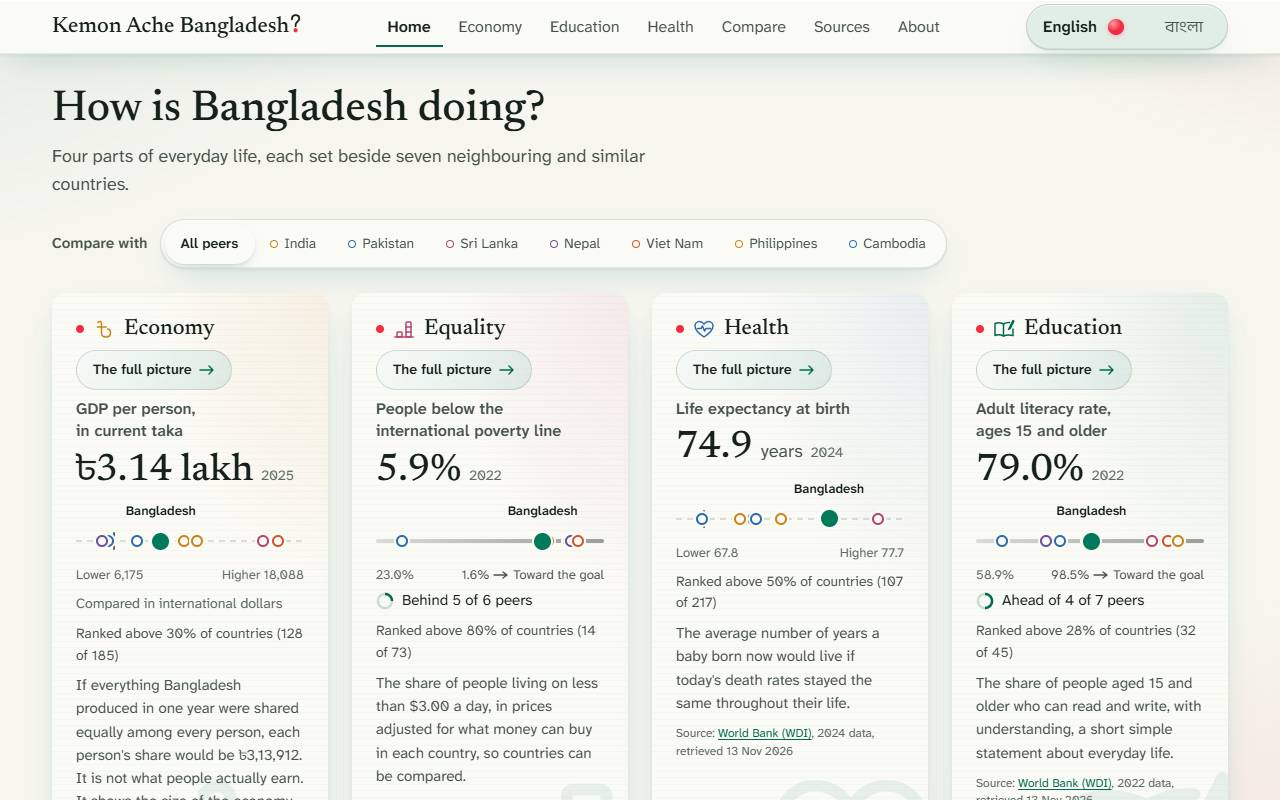 Kemon Ache Bangladesh?
Home Economy Education Health Compare Sources About
English বাংলা
How is Bangladesh doing?
Four parts of everyday life, each set beside seven neighbouring and similar
countries.
Compare with All peers India Pakistan Sri Lanka Nepal Viet Nam Philippines Cambodia
Economy
The full picture →
GDP per person,
in current taka
৳3.14 lakh 2025
Bangladesh
Lower 6,175 Higher 18,088
Compared in international dollars
Ranked above 30% of countries (128
of 185)
If everything Bangladesh
produced in one year were shared
equally among every person, each
person's share would be ৳3,13,912.
It is not what people actually earn.
It shows the size of the economy
Equality
The full picture →
People below the
international poverty line
5.9% 2022
Bangladesh
23.0% 1.6% → Toward the goal
Behind 5 of 6 peers
Ranked above 80% of countries (14
of 73)
The share of people living on less
than $3.00 a day, in prices
adjusted for what money can buy
in each country, so countries can
be compared.
Health
The full picture →
Life expectancy at birth
74.9 years 2024
Bangladesh
Lower 67.8 Higher 77.7
Ranked above 50% of countries (107
of 217)
The average number of years a
baby born now would live if
today's death rates stayed the
same throughout their life.
Source: World Bank (WDI), 2024 data,
retrieved 13 Nov 2026
Education
The full picture →
Adult literacy rate,
ages 15 and older
79.0% 2022
Bangladesh
58.9% 98.5% → Toward the goal
Ahead of 4 of 7 peers
Ranked above 28% of countries (32
of 45)
The share of people aged 15 and
older who can read and write, with
understanding, a short simple
statement about everyday life.
Source: World Bank (WDI), 2022 data,
retrieved 13 Nov 2026